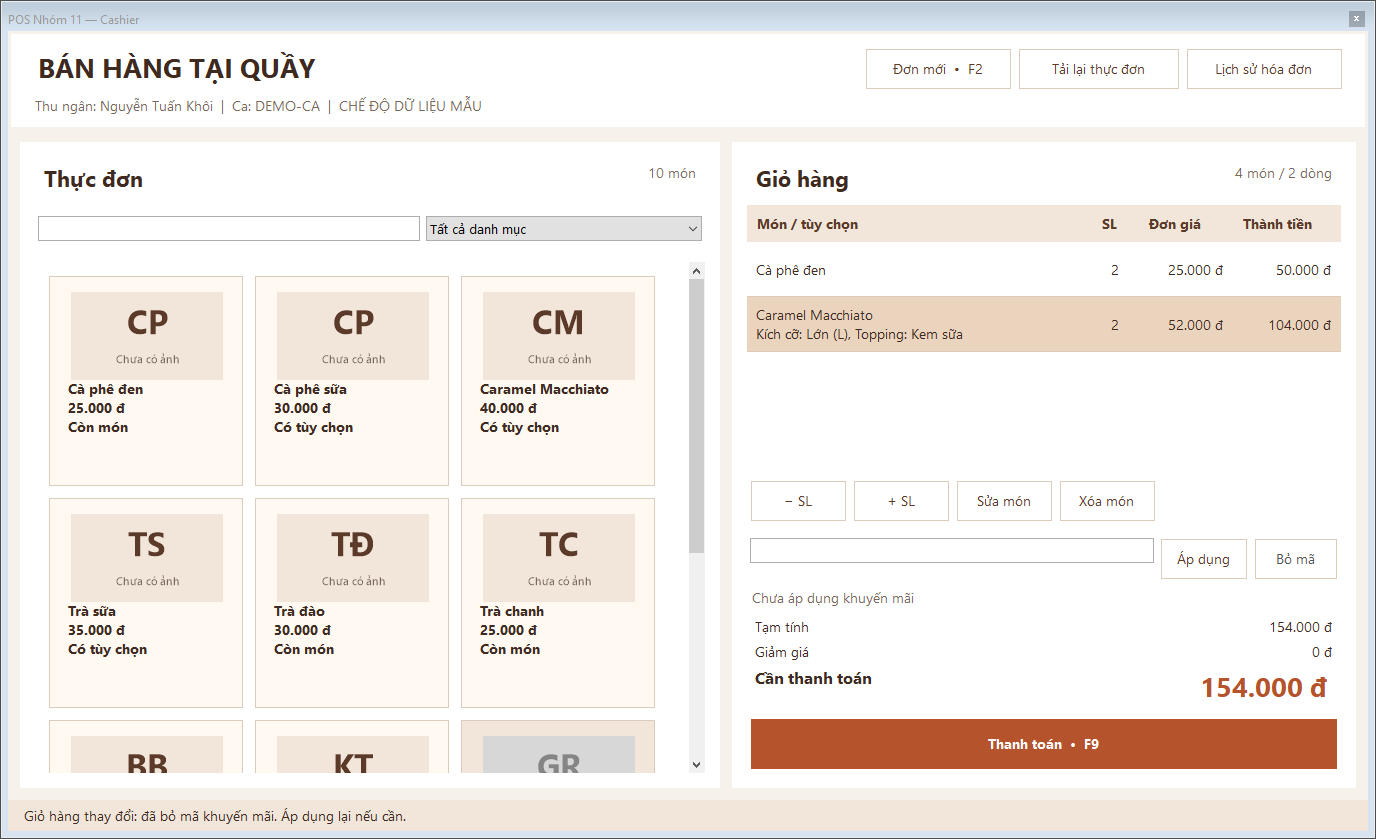 POS Nhóm 11 — Cashier
BÁN HÀNG TẠI QUẦY
Thu ngân: Nguyễn Tuấn Khôi | Ca: DEMO-CA | CHẾ ĐỘ DỮ LIỆU MẪU
Đơn mới • F2
Tải lại thực đơn
Lịch sử hóa đơn
Thực đơn
10 món
Tất cả danh mục
CP
Chưa có ảnh
Cà phê đen
25.000 đ
Còn món
CP
Chưa có ảnh
Cà phê sữa
30.000 đ
Có tùy chọn
CM
Chưa có ảnh
Caramel Macchiato
40.000 đ
Có tùy chọn
TS
Chưa có ảnh
Trà sữa
35.000 đ
Có tùy chọn
TĐ
Chưa có ảnh
Trà đào
30.000 đ
Còn món
TC
Chưa có ảnh
Trà chanh
25.000 đ
Còn món
BB
KT
GR
Giỏ hàng
4 món / 2 dòng
Món / tùy chọn SL Đơn giá Thành tiền
Cà phê đen 2 25.000 đ 50.000 đ
Caramel Macchiato
Kích cỡ: Lớn (L), Topping: Kem sữa 2 52.000 đ 104.000 đ
− SL
+ SL
Sửa món
Xóa món
Áp dụng
Bỏ mã
Chưa áp dụng khuyến mãi
Tạm tính 154.000 đ
Giảm giá 0 đ
Cần thanh toán 154.000 đ
Thanh toán • F9
Giỏ hàng thay đổi: đã bỏ mã khuyến mãi. Áp dụng lại nếu cần.